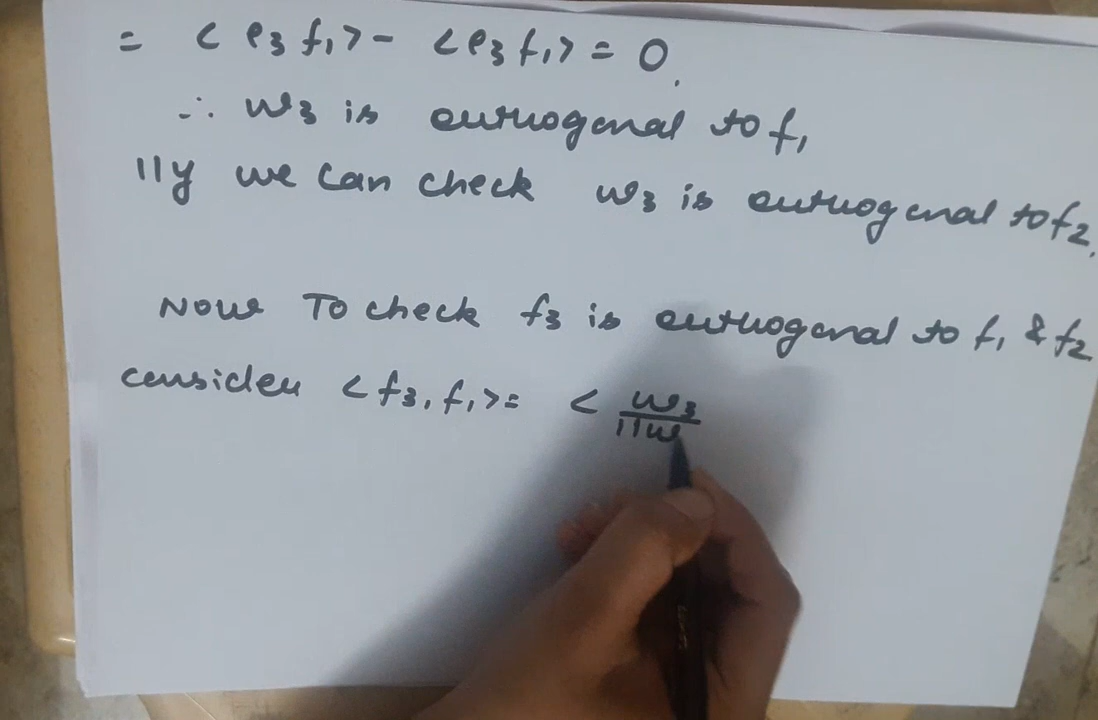 = < e3 f1> - <e3 f1> = 0.
∴ w3 is orthogonal to f1
llly we can check w3 is orthogonal to f2.
Now To check f3 is orthogonal to f1 & f2
consider <f3, f1> = < w3/||w